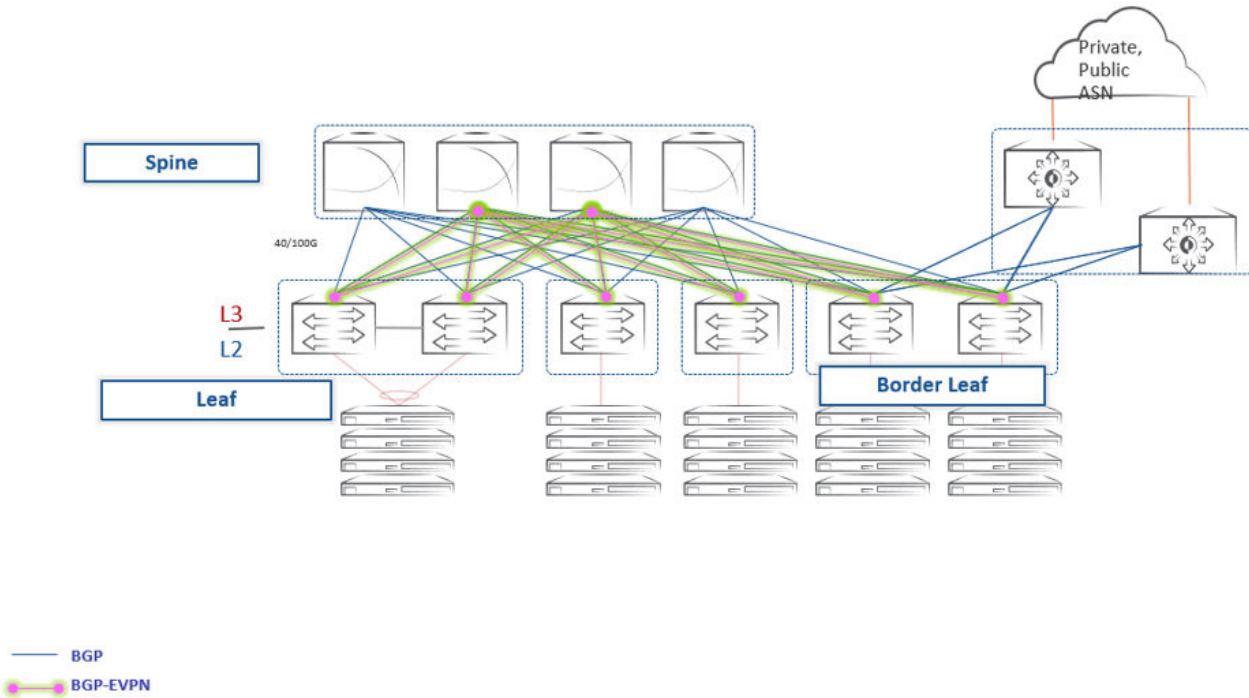 Private,
Public
ASN
Spine
40/100G
L3
L2
Leaf
Border Leaf
BGP
BGP-EVPN